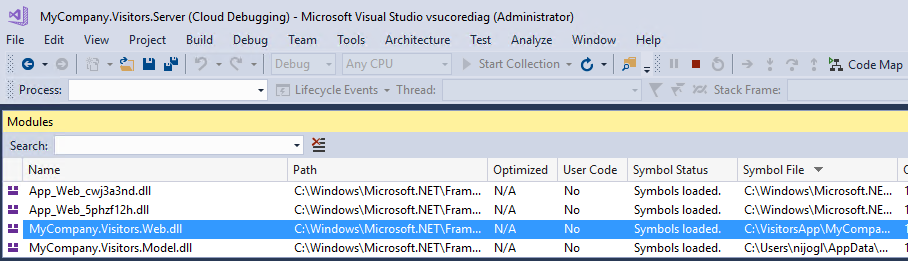 MyCompany.Visitors.Server (Cloud Debugging) - Microsoft Visual Studio vsucorediag (Administrator)
File Edit View Project Build Debug Team Tools Architecture Test Analyze Window Help
Debug Any CPU Start Collection Code Map
Process: Lifecycle Events Thread: Stack Frame:
Modules
Search:
Name Path Optimized User Code Symbol Status Symbol File
App_Web_cwj3a3nd.dll C:\Windows\Microsoft.NET\Fram... N/A No Symbols loaded. C:\Windows\Microsoft.NE...
App_Web_5phzf12h.dll C:\Windows\Microsoft.NET\Fram... N/A No Symbols loaded. C:\Windows\Microsoft.NE...
MyCompany.Visitors.Web.dll C:\Windows\Microsoft.NET\Fram... N/A No Symbols loaded. C:\VisitorsApp\MyCompa...
MyCompany.Visitors.Model.dll C:\Windows\Microsoft.NET\Fram... N/A No Symbols loaded. C:\Users\nijogl\AppData\...